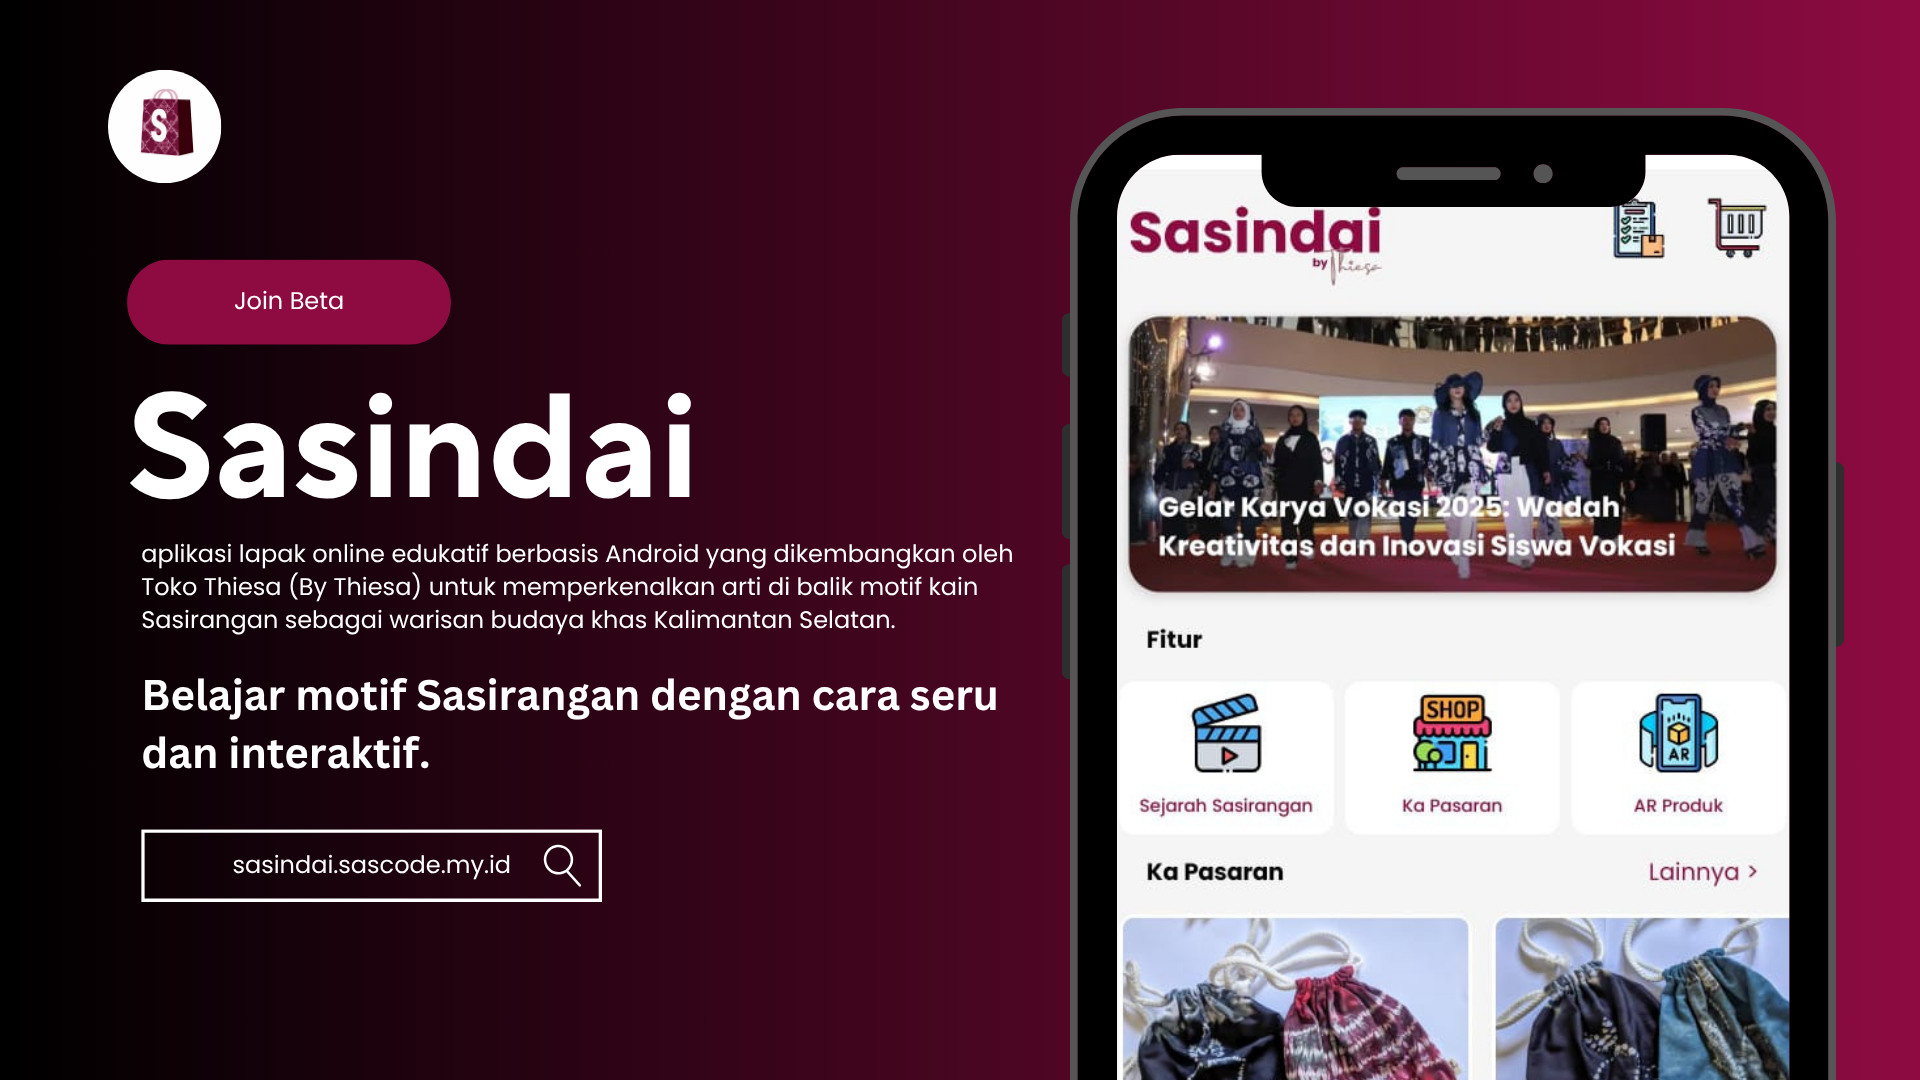 S
Join Beta
Sasindai
aplikasi lapak online edukatif berbasis Android yang dikembangkan oleh
Toko Thiesa (By Thiesa) untuk memperkenalkan arti di balik motif kain
Sasirangan sebagai warisan budaya khas Kalimantan Selatan.
Belajar motif Sasirangan dengan cara seru
dan interaktif.
sasindai.sascode.my.id
Sasindai
by Thiesa
Gelar Karya Vokasi 2025: Wadah
Kreativitas dan Inovasi Siswa Vokasi
Fitur
SHOP
AR
Sejarah Sasirangan
Ka Pasaran
AR Produk
Ka Pasaran
Lainnya >